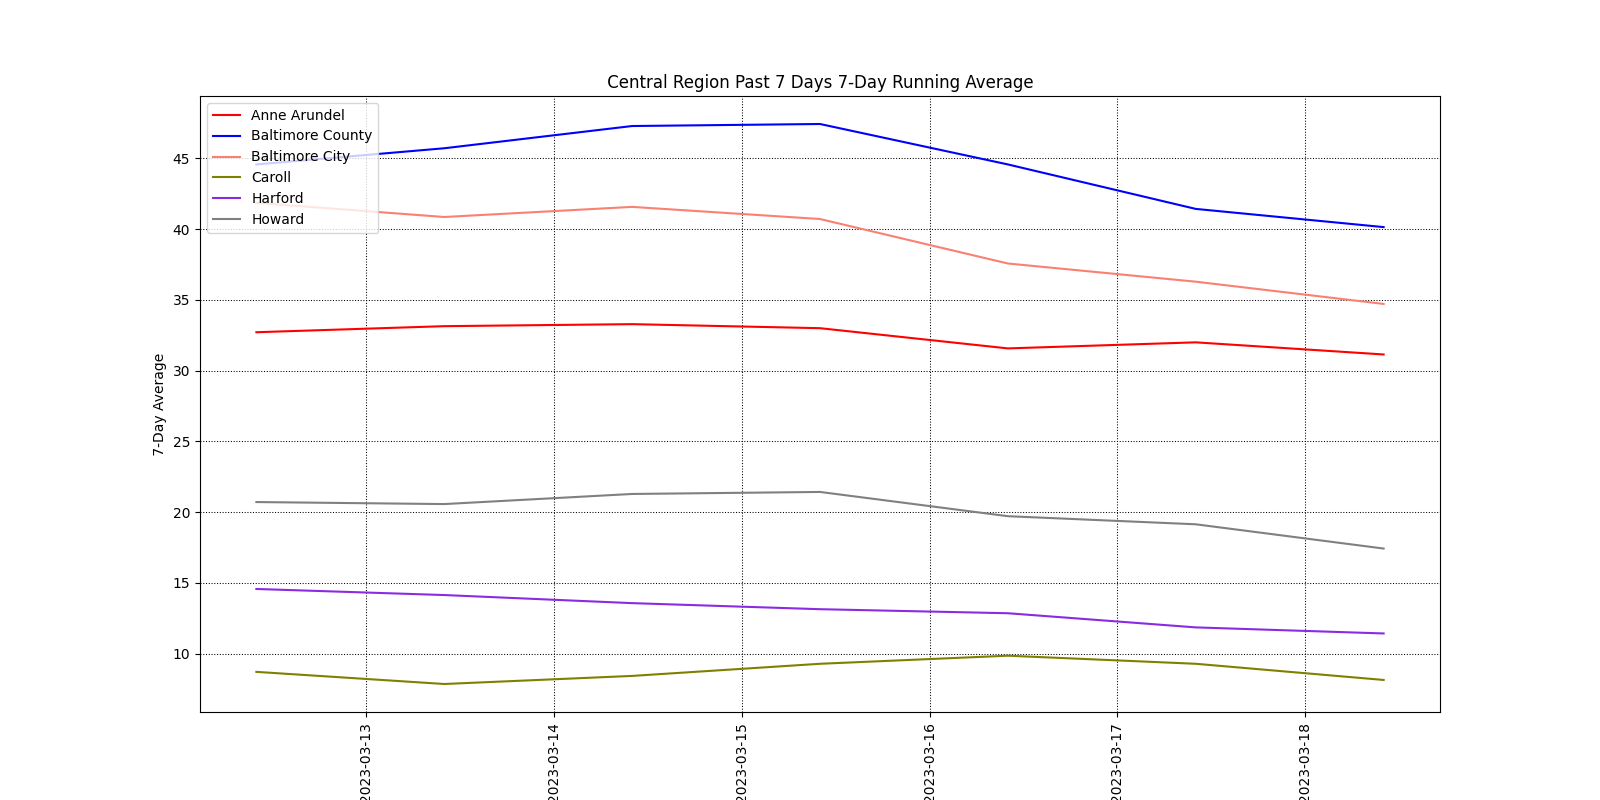 Central Region Past 7 Days 7-Day Running Average
Anne Arundel
Baltimore County
Baltimore City
Caroll
Harford
Howard
7-Day Average
45
40
35
30
25
20
15
10
2023-03-13
2023-03-14
2023-03-15
2023-03-16
2023-03-17
2023-03-18